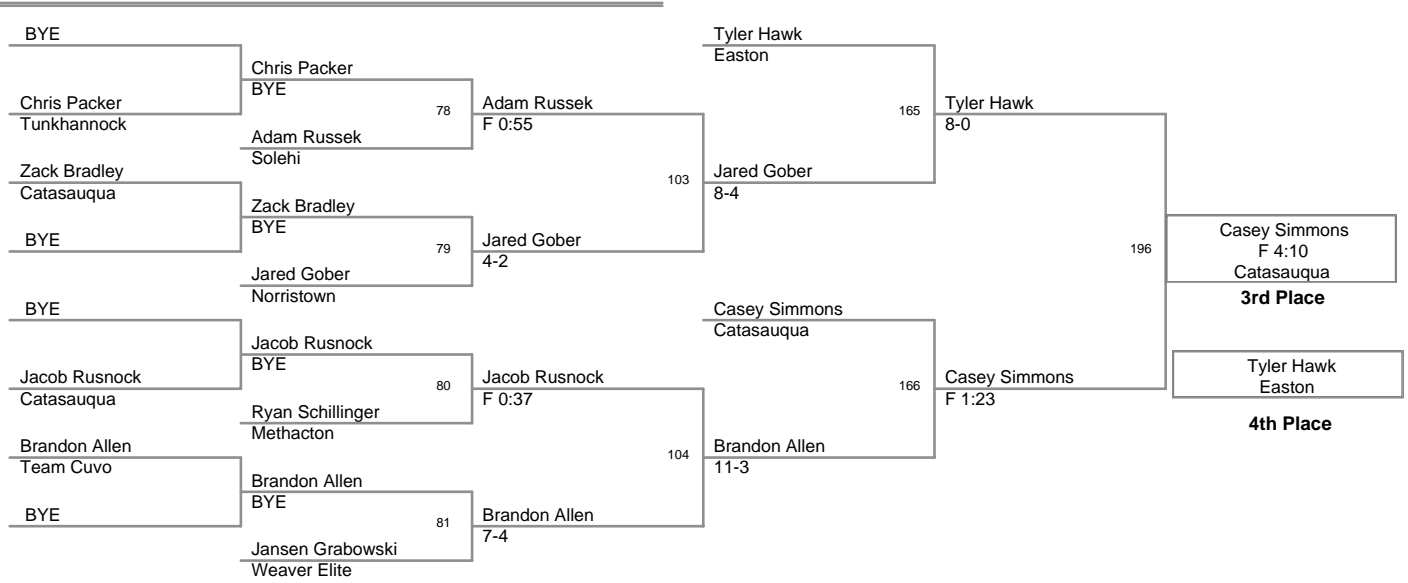 BYE
Chris Packer
Tunkhannock
Zack Bradley
Catasauqua
BYE
BYE
Jacob Rusnock
Catasauqua
Brandon Allen
Team Cuvo
BYE
Chris Packer
BYE
78
Adam Russek
Solehi
Zack Bradley
BYE
79
Jared Gober
Norristown
Jacob Rusnock
BYE
80
Ryan Schillinger
Methacton
Brandon Allen
BYE
81
Jansen Grabowski
Weaver Elite
Adam Russek
F 0:55
103
Jared Gober
4-2
Jacob Rusnock
F 0:37
104
Brandon Allen
7-4
Tyler Hawk
Easton
165
Jared Gober
8-4
Casey Simmons
Catasauqua
166
Brandon Allen
11-3
Tyler Hawk
8-0
196
Casey Simmons
F 1:23
Casey Simmons
F 4:10
Catasauqua
3rd Place
Tyler Hawk
Easton
4th Place